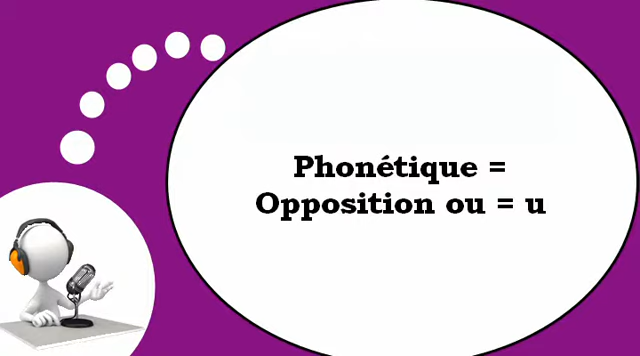 Phonétique =
Opposition ou = u